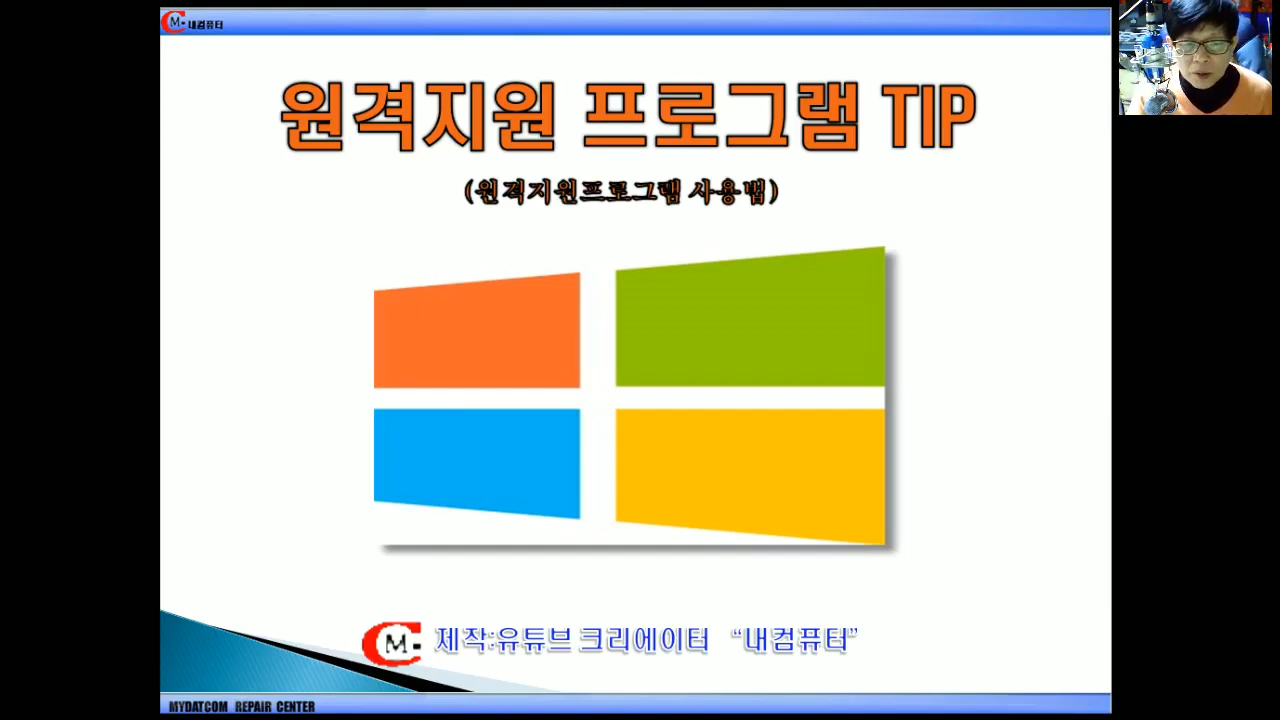 CM. 내컴퓨터
원격지원 프로그램 TIP
(원격지원프로그램 사용법)
CM. 제작:유튜브 크리에이터 “내컴퓨터”
MYDATCOM REPAIR CENTER